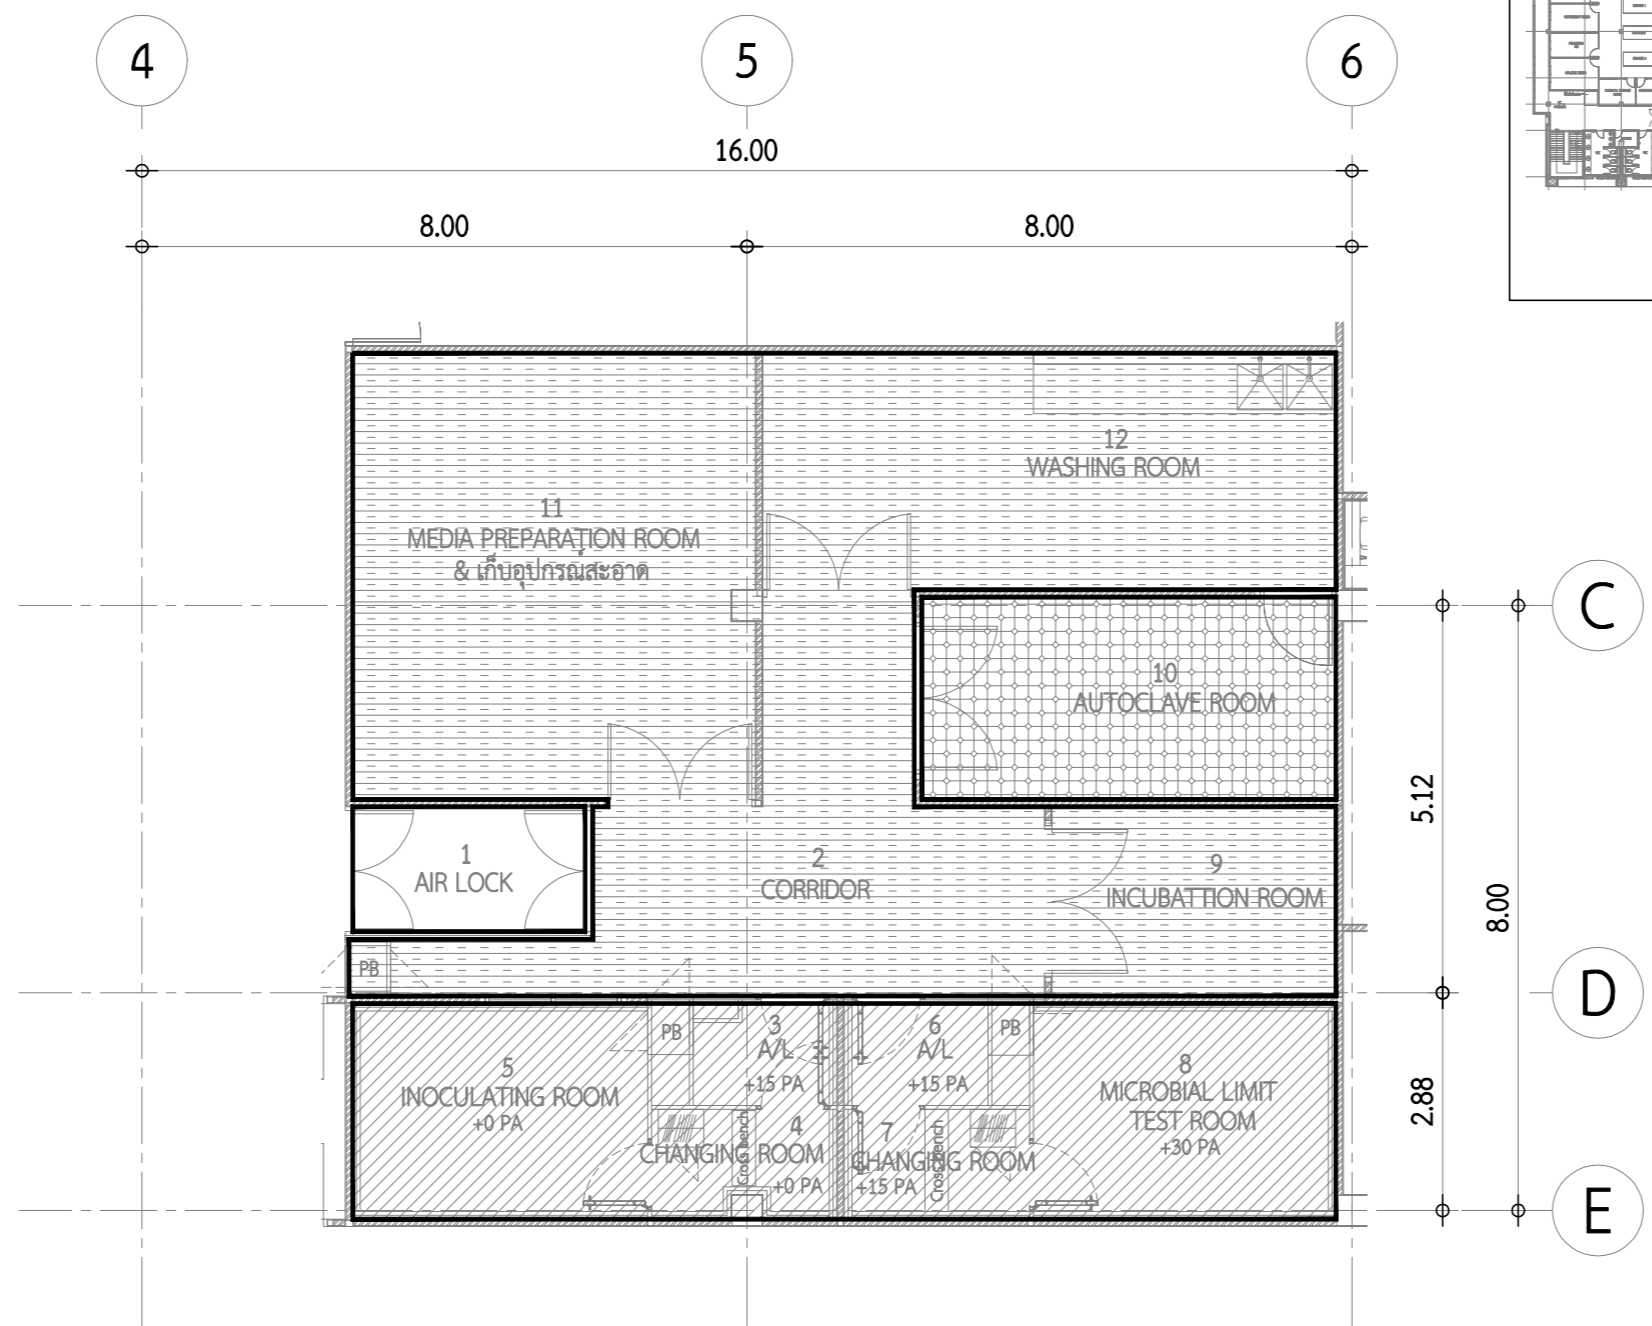 4
5
6
16.00
8.00
8.00
12
WASHING ROOM
11
MEDIA PREPARATION ROOM
& เก็บอุปกรณ์สะอาด
C
10
AUTOCLAVE ROOM
5.12
1
AIR LOCK
2
CORRIDOR
9
INCUBATTION ROOM
8.00
PB
D
5
INOCULATING ROOM
+0 PA
PB
3
A/L
+15 PA
6
A/L
+15 PA
PB
8
MICROBIAL LIMIT
TEST ROOM
+30 PA
2.88
4
CHANGING ROOM
+0 PA
Cross bench
7
CHANGING ROOM
+15 PA
Cross bench
E